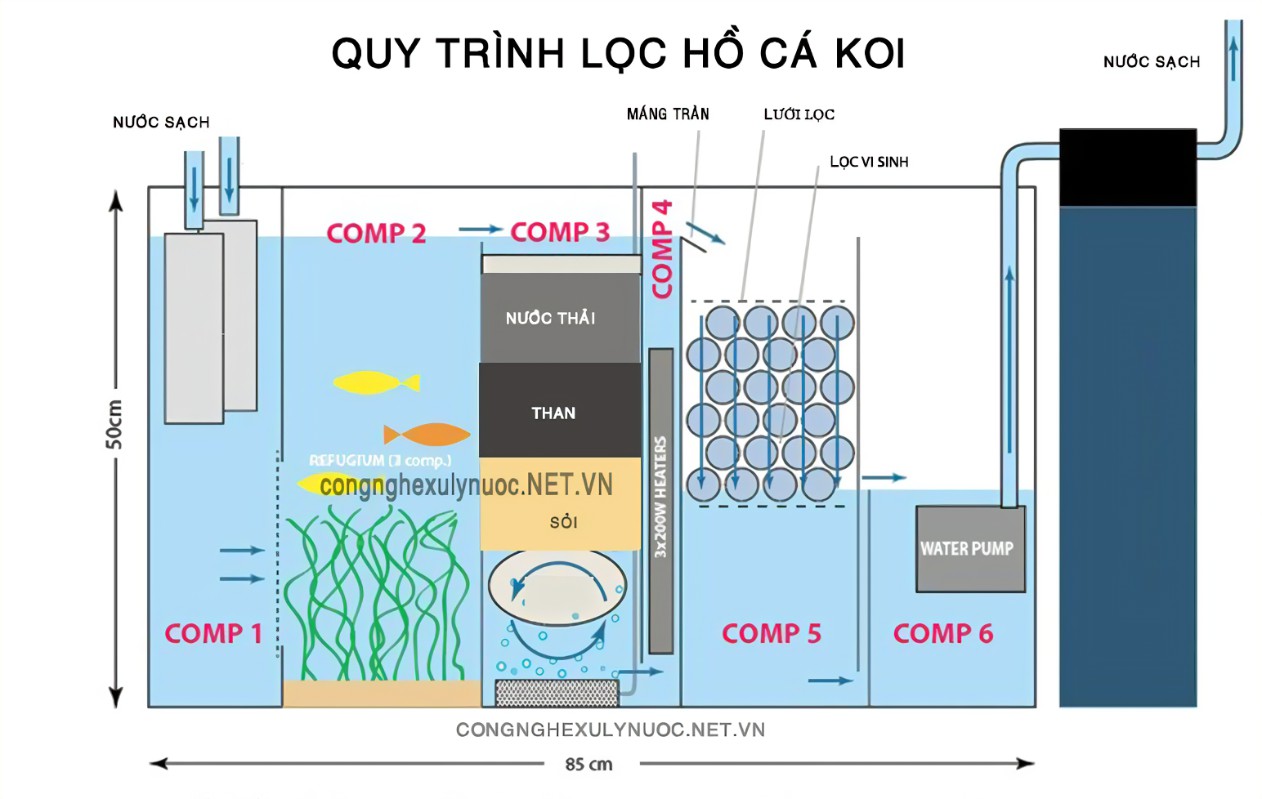 QUY TRÌNH LỌC HỒ CÁ KOI
NƯỚC SẠCH
NƯỚC SẠCH
MÁNG TRÀN
LƯỚI LỌC
LỌC VI SINH
COMP 2
COMP 3
COMP 4
NƯỚC THẢI
THAN
50cm
REFUGIUM (3 comp.)
congnghexulynuoc.NET.VN
SỎI
3x200W HEATERS
WATER PUMP
COMP 1
COMP 5
COMP 6
CONGNGHEXULYNUOC.NET.VN
85 cm